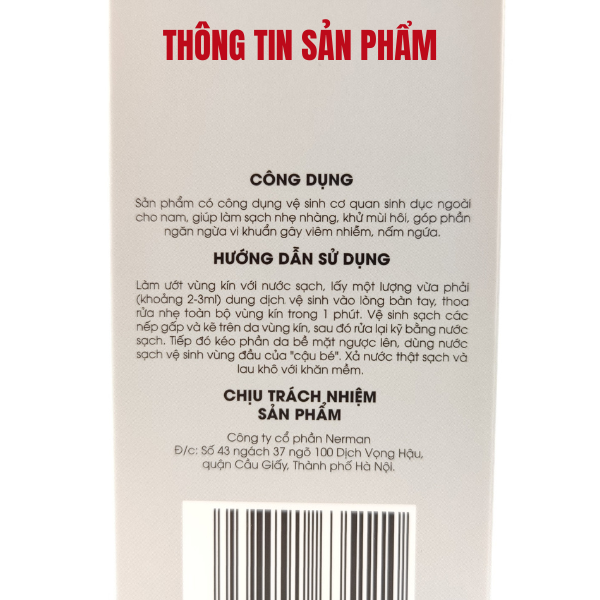 THÔNG TIN SẢN PHẨM
CÔNG DỤNG
Sản phẩm có công dụng vệ sinh cơ quan sinh dục ngoài
cho nam, giúp làm sạch nhẹ nhàng, khử mùi hôi, góp phần
ngăn ngừa vi khuẩn gây viêm nhiễm, nấm ngứa.
HƯỚNG DẪN SỬ DỤNG
Làm ướt vùng kín với nước sạch, lấy một lượng vừa phải
(khoảng 2-3ml) dung dịch vệ sinh vào lòng bàn tay, thoa
rửa nhẹ toàn bộ vùng kín trong 1 phút. Vệ sinh sạch các
nếp gấp và kẽ trên da vùng kín, sau đó rửa lại kỹ bằng nước
sạch. Tiếp đó kéo phần da bề mặt ngược lên, dùng nước
sạch vệ sinh vùng đầu của "cậu bé". Xả nước thật sạch và
lau khô với khăn mềm.
CHỊU TRÁCH NHIỆM
SẢN PHẨM
Công ty cổ phần Nerman
Đ/c: Số 43 ngách 37 ngõ 100 Dịch Vọng Hậu,
quận Cầu Giấy, Thành phố Hà Nội.